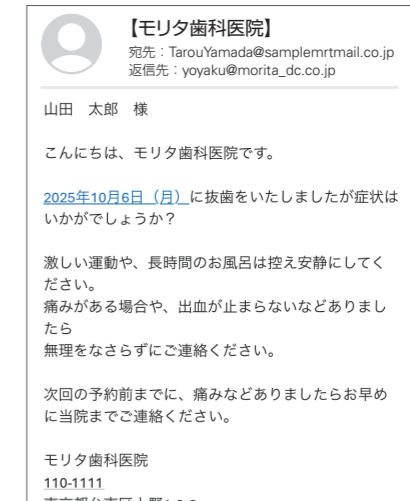 【モリタ歯科医院】
宛先：TarouYamada@samplemrtmail.co.jp
返信先：yoyaku@morita_dc.co.jp
山田　太郎　様
こんにちは、モリタ歯科医院です。
2025年10月6日（月）に抜歯をいたしましたが症状は
いかがでしょうか？
激しい運動や、長時間のお風呂は控え安静にしてく
ださい。
痛みがある場合や、出血が止まらないなどありまし
たら
無理をなさらずにご連絡ください。
次回の予約前までに、痛みなどありましたらお早め
に当院までご連絡ください。
モリタ歯科医院
110-1111